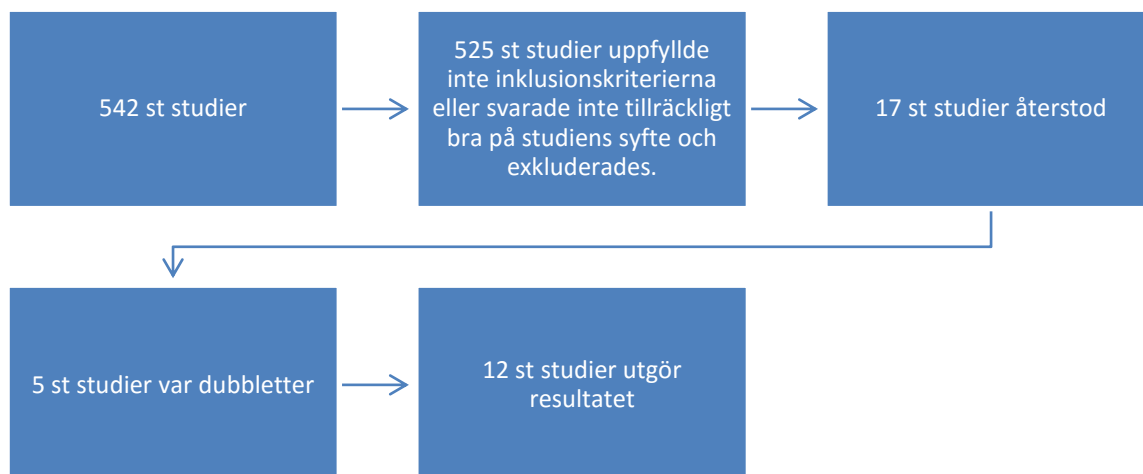 542 st studier
525 st studier uppfyllde
inte inklusionskriterierna
eller svarade inte tillräckligt
bra på studiens syfte och
exkluderades.
17 st studier återstod
5 st studier var dubbletter
12 st studier utgör
resultatet